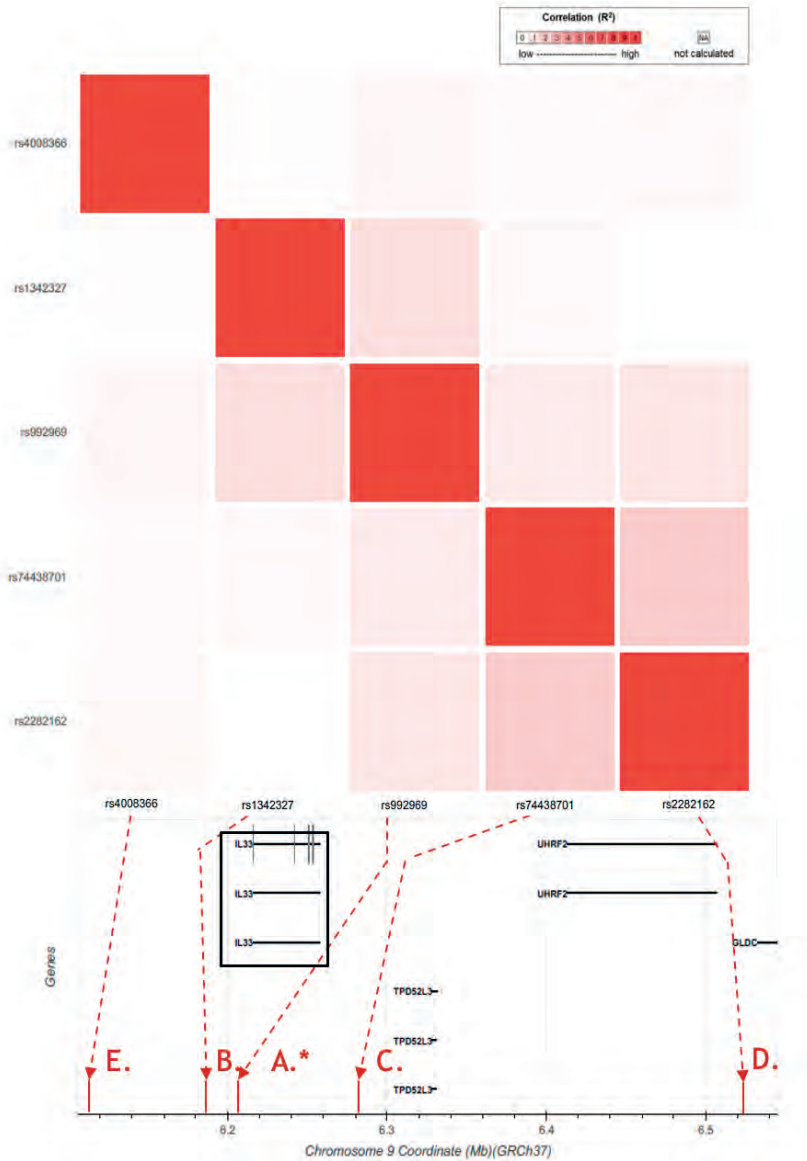 Correlation (R²)
0 .1 .2 .3 .4 .5 .6 .7 .8 .9 1
NA
low high
not calculated
rs4008366
rs1342327
rs992969
rs74438701
rs2282162
rs4008366 rs1342327 rs992969 rs74438701 rs2282162
IL33 UHRF2
IL33 UHRF2
IL33 GLDC
Genes
TPD52L3
TPD52L3
TPD52L3
E. B. A.* C. D.
6.2 6.3 6.4 6.5
Chromosome 9 Coordinate (Mb)(GRCh37)